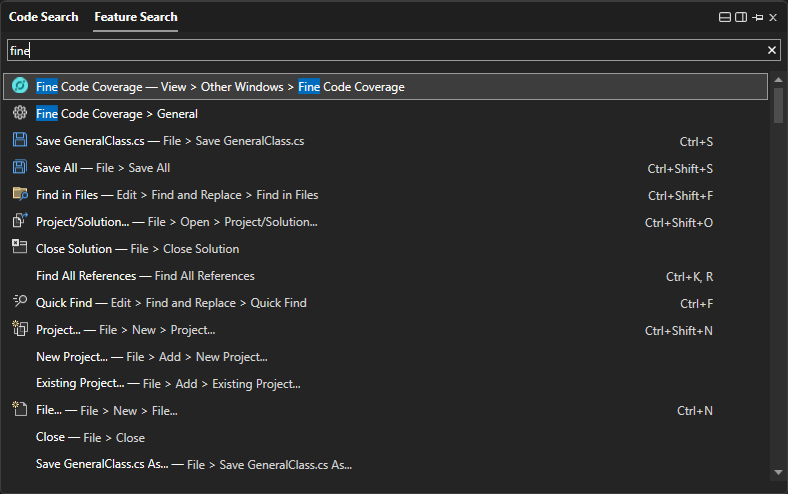 Code Search Feature Search
fine
Fine Code Coverage — View > Other Windows > Fine Code Coverage
Fine Code Coverage > General
Save GeneralClass.cs — File > Save GeneralClass.cs Ctrl+S
Save All — File > Save All Ctrl+Shift+S
Find in Files — Edit > Find and Replace > Find in Files Ctrl+Shift+F
Project/Solution... — File > Open > Project/Solution... Ctrl+Shift+O
Close Solution — File > Close Solution
Find All References — Find All References Ctrl+K, R
Quick Find — Edit > Find and Replace > Quick Find Ctrl+F
Project... — File > New > Project... Ctrl+Shift+N
New Project... — File > Add > New Project...
Existing Project... — File > Add > Existing Project...
File... — File > New > File... Ctrl+N
Close — File > Close
Save GeneralClass.cs As... — File > Save GeneralClass.cs As...